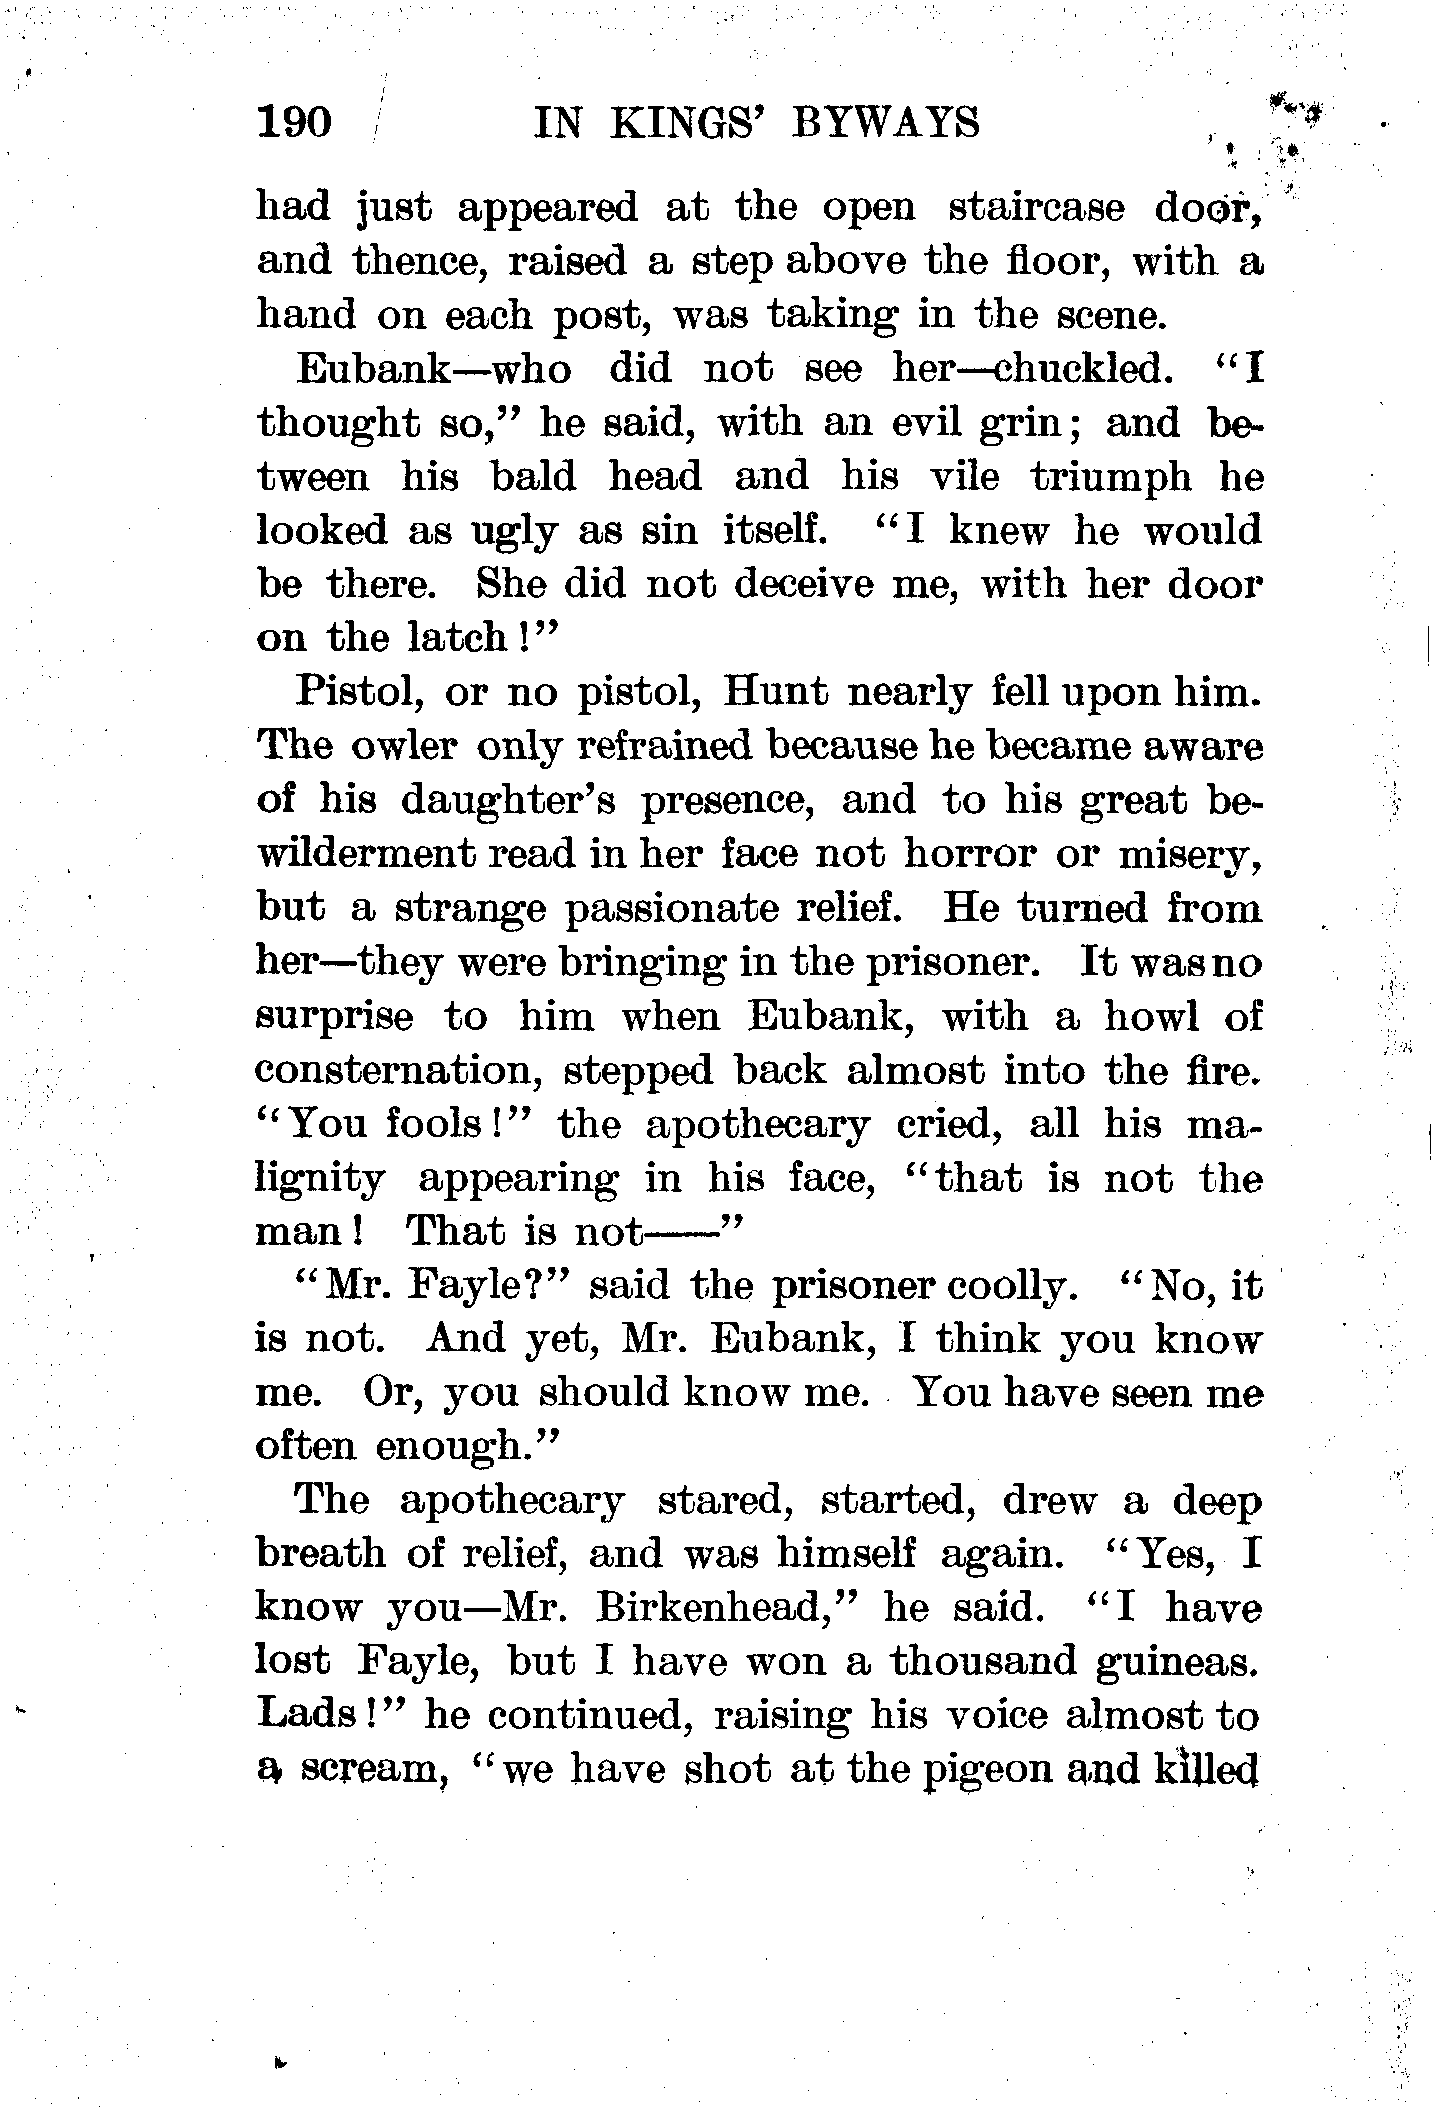 190 IN KINGS' BYWAYS
had just appeared at the open staircase door,
and thence, raised a step above the floor, with a
hand on each post, was taking in the scene.
Eubank—who did not see her—chuckled. "I
thought so," he said, with an evil grin; and be-
tween his bald head and his vile triumph he
looked as ugly as sin itself. "I knew he would
be there. She did not deceive me, with her door
on the latch!"
Pistol, or no pistol, Hunt nearly fell upon him.
The owler only refrained because he became aware
of his daughter's presence, and to his great be-
wilderment read in her face not horror or misery,
but a strange passionate relief. He turned from
her—they were bringing in the prisoner. It was no
surprise to him when Eubank, with a howl of
consternation, stepped back almost into the fire.
"You fools!" the apothecary cried, all his ma-
lignity appearing in his face, "that is not the
man! That is not——"
"Mr. Fayle?" said the prisoner coolly. "No, it
is not. And yet, Mr. Eubank, I think you know
me. Or, you should know me. You have seen me
often enough."
The apothecary stared, started, drew a deep
breath of relief, and was himself again. "Yes, I
know you—Mr. Birkenhead," he said. "I have
lost Fayle, but I have won a thousand guineas.
Lads!" he continued, raising his voice almost to
a scream, "we have shot at the pigeon and killed